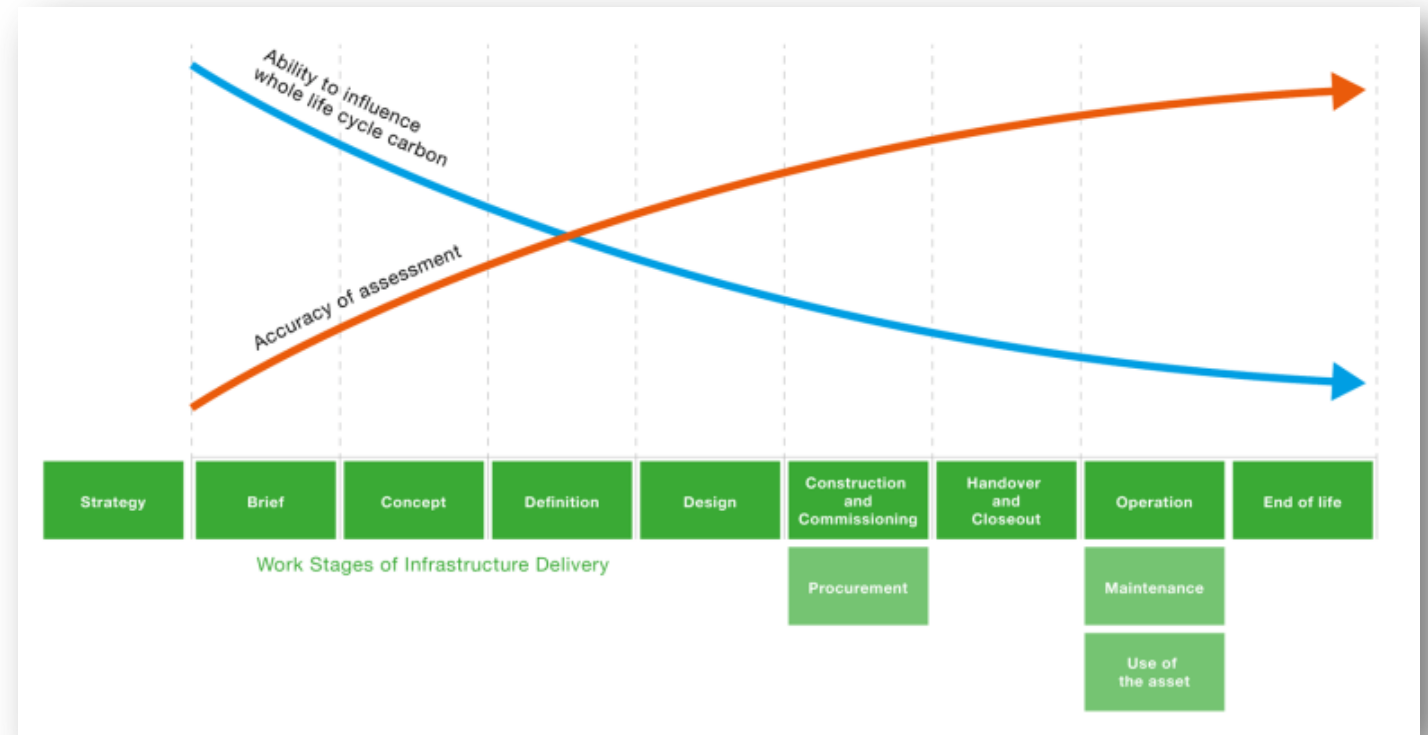 Ability to influence
whole life cycle carbon
Accuracy of assessment
Strategy
Brief
Concept
Definition
Design
Construction
and
Commissioning
Handover
and
Closeout
Operation
End of life
Work Stages of Infrastructure Delivery
Procurement
Maintenance
Use of
the asset